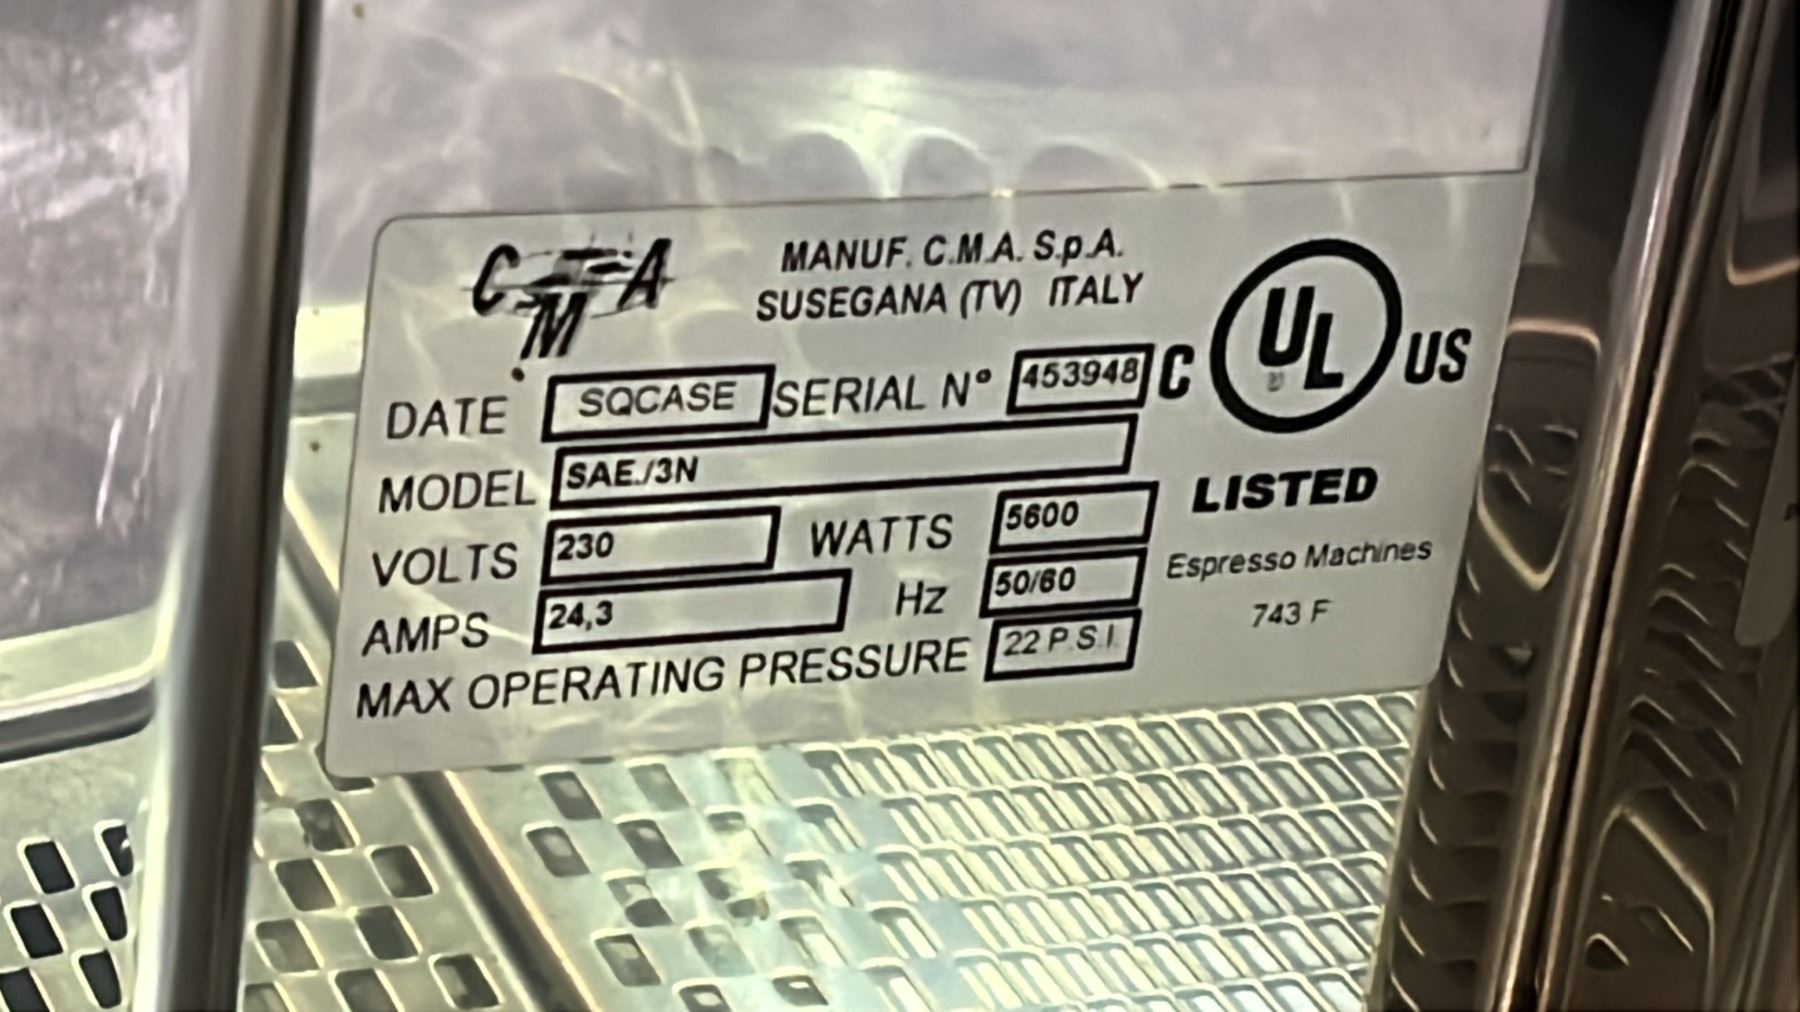 CMA
MANUF. C.M.A. S.p.A.
SUSEGANA (TV) ITALY
DATE SQCASE SERIAL N° 453948
C UL US
MODEL SAE./3N
LISTED
VOLTS 230 WATTS 5600
Espresso Machines
AMPS 24,3 Hz 50/60
743 F
MAX OPERATING PRESSURE 22 P.S.I.